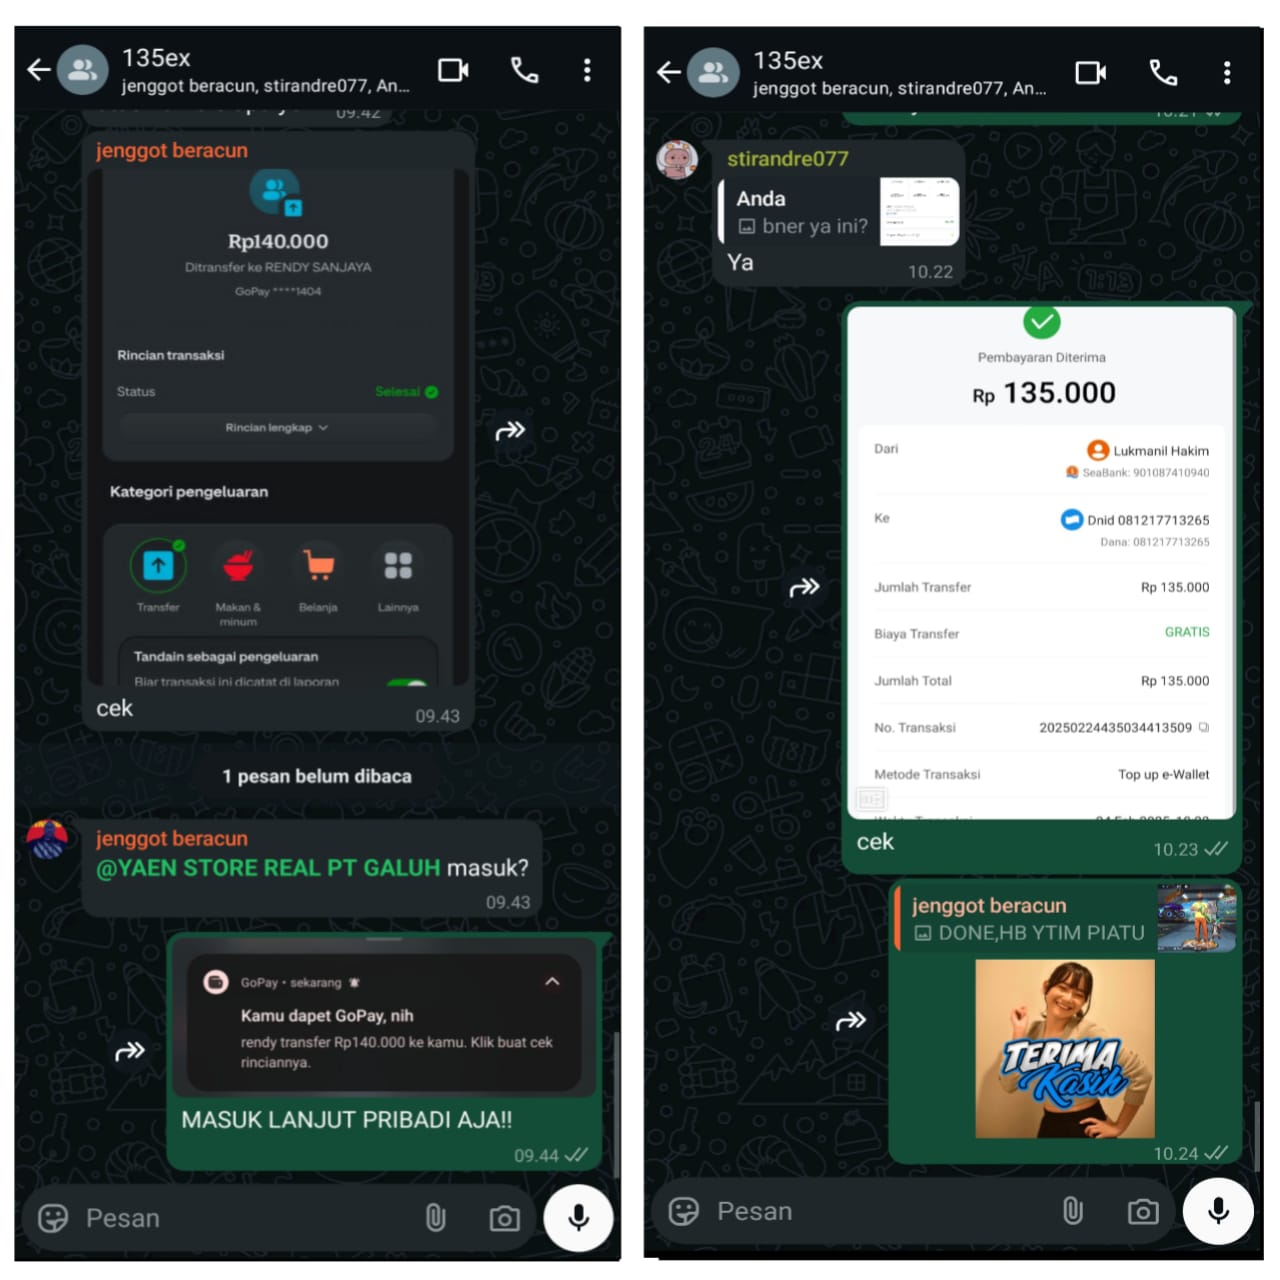 135ex
jenggot beracun, stirandre077, An...
09.42
jenggot beracun
Rp140.000
Ditransfer ke RENDY SANJAYA
GoPay ****1404
Rincian transaksi
Status Selesai
Rincian lengkap
Kategori pengeluaran
Transfer Makan & minum Belanja Lainnya
Tandain sebagai pengeluaran
Biar transaksi ini dicatat di laporan
cek
09.43
1 pesan belum dibaca
jenggot beracun
@YAEN STORE REAL PT GALUH masuk?
09.43
GoPay • sekarang
Kamu dapet GoPay, nih
rendy transfer Rp140.000 ke kamu. Klik buat cek
rinciannya.
MASUK LANJUT PRIBADI AJA!!
09.44
Pesan
135ex
jenggot beracun, stirandre077, An...
10.21
stirandre077
Anda
bner ya ini?
Ya
10.22
Pembayaran Diterima
Rp 135.000
Dari Lukmanil Hakim
SeaBank: 901087410940
Ke Dnid 081217713265
Dana: 081217713265
Jumlah Transfer Rp 135.000
Biaya Transfer GRATIS
Jumlah Total Rp 135.000
No. Transaksi 20250224435034413509
Metode Transaksi Top up e-Wallet
cek
10.23
jenggot beracun
DONE,HB YTIM PIATU
TERIMA
Kasih
10.24
Pesan